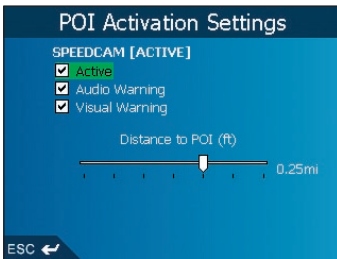 POI Activation Settings
SPEEDCAM [ACTIVE]
Active
Audio Warning
Visual Warning
Distance to POI (ft)
0.25mi
ESC